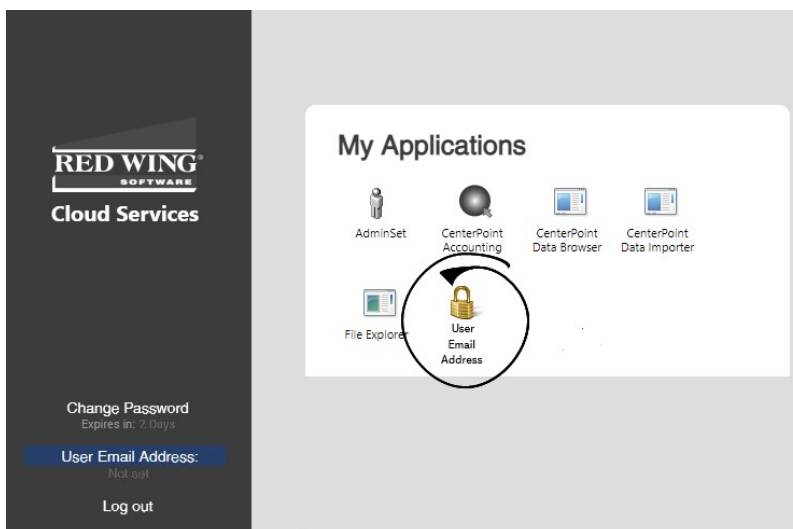 RED WING®
SOFTWARE
Cloud Services
Change Password
Expires in: 2 Days
User Email Address:
Not set
Log out
My Applications
AdminSet
CenterPoint
Accounting
CenterPoint
Data Browser
CenterPoint
Data Importer
File Explorer
User
Email
Address